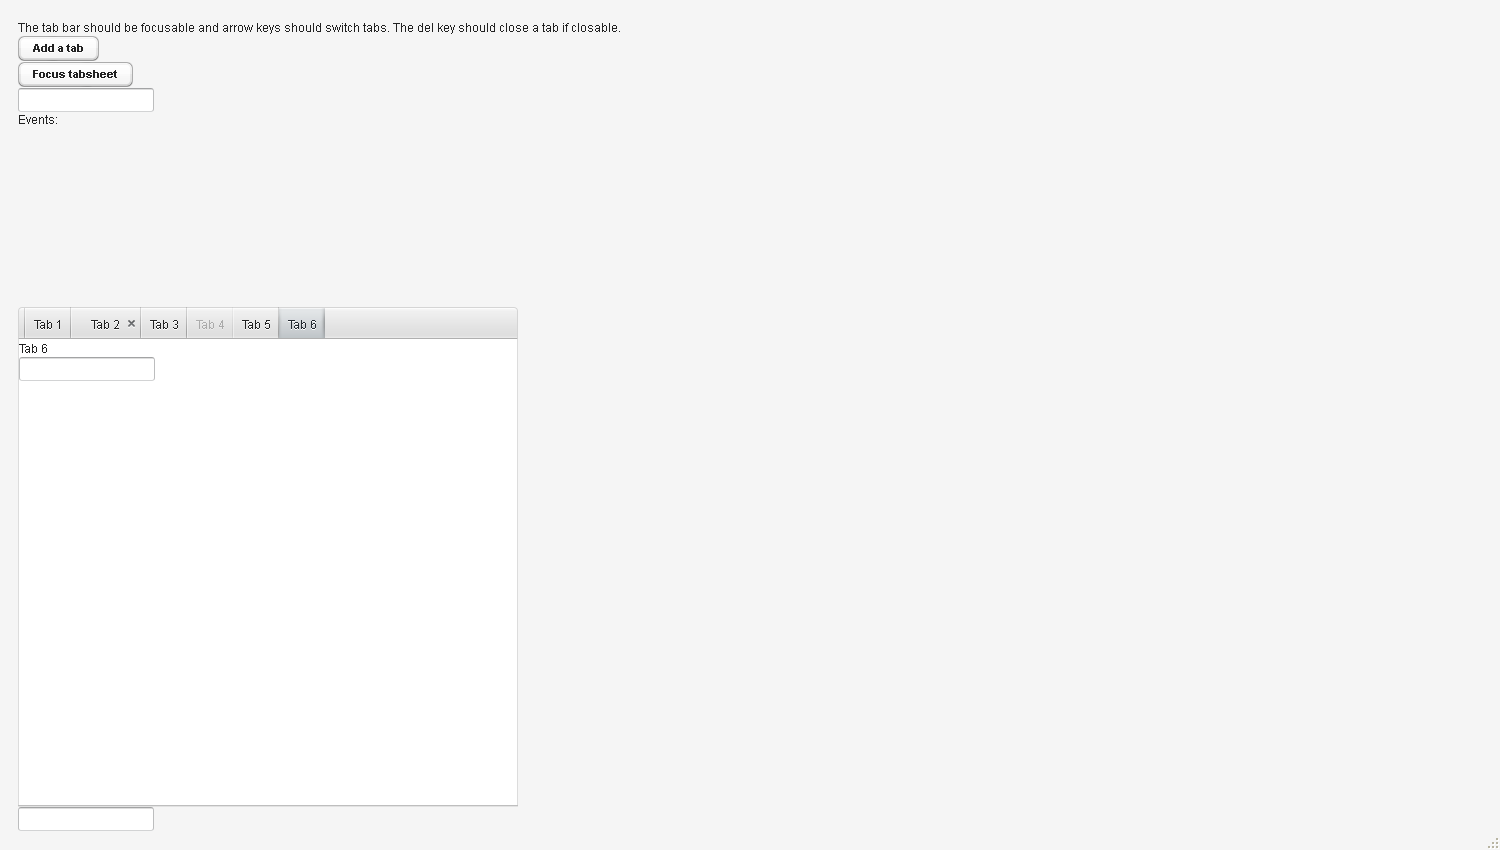 The tab bar should be focusable and arrow keys should switch tabs. The del key should close a tab if closable.
Add a tab
Focus tabsheet
Events:
Tab 1 Tab 2 × Tab 3 Tab 4 Tab 5 Tab 6
Tab 6